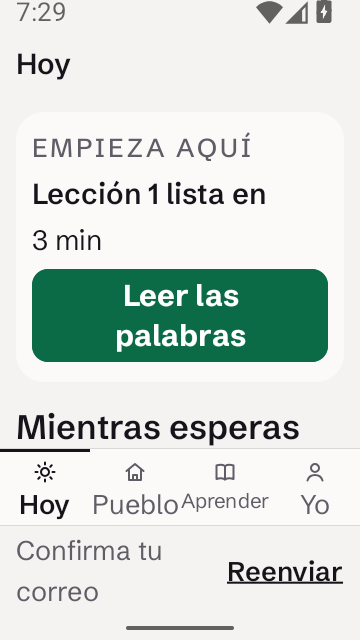 7:29
Hoy
EMPIEZA AQUÍ
Lección 1 lista en
3 min
Leer las
palabras
Mientras esperas
Hoy Pueblo Aprender Yo
Confirma tu
correo
Reenviar